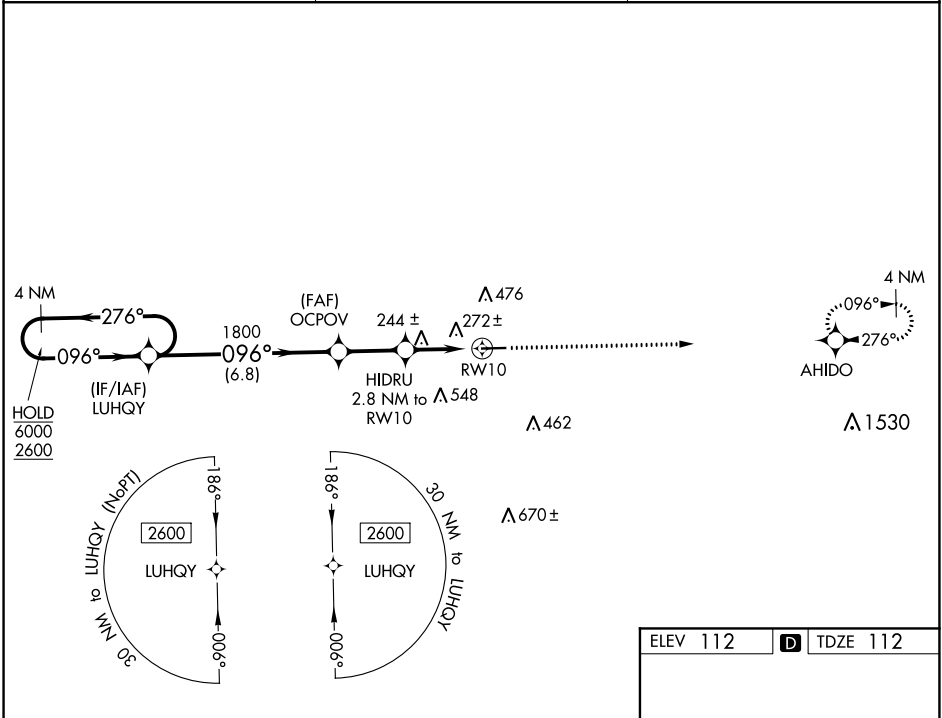 4 NM
276°
096°
HOLD
6000
2600
(IF/IAF)
LUHQY
1800
096°
(6.8)
(FAF)
OCPOV
244 ±
476
272±
HIDRU
2.8 NM to
RW10
548
RW10
462
4 NM
096°
276°
AHIDO
1530
670±
30 NM to LUHQY (NoPT)
186°
2600
LUHQY
006°
30 NM to LUHQY
186°
2600
LUHQY
006°
ELEV 112 D TDZE 112